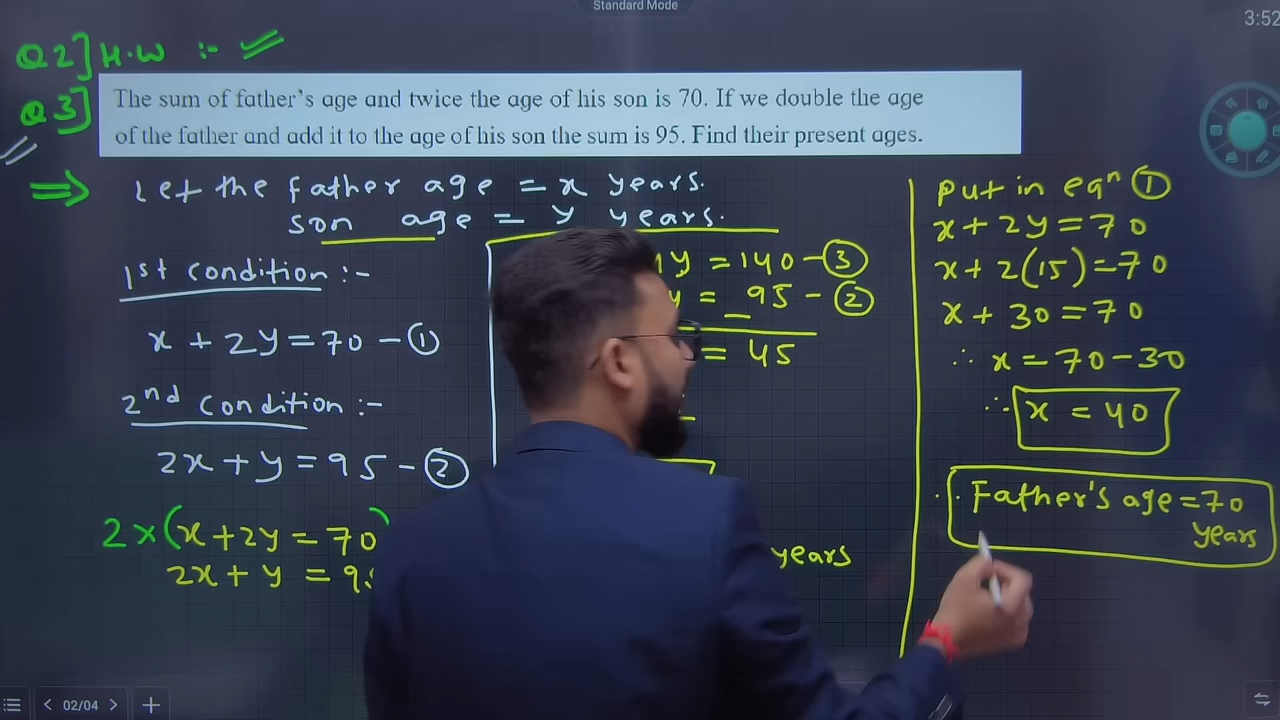 Standard Mode
3:52
Q2] H.W :-
Q3]
The sum of father's age and twice the age of his son is 70. If we double the age
of the father and add it to the age of his son the sum is 95. Find their present ages.
⇒ Let the father age = x years.
son age = y years.
1st condition :-
x + 2y = 70 - ①
2nd condition :-
2x + y = 95 - ②
2 × (x + 2y = 70)
2x + y = 9
y = 140 - ③
y = 95 - ②
= 45
years
put in eqⁿ ①
x + 2y = 70
x + 2(15) = 70
x + 30 = 70
∴ x = 70 - 30
∴ x = 40
∴ Father's age = 70
years
02/04